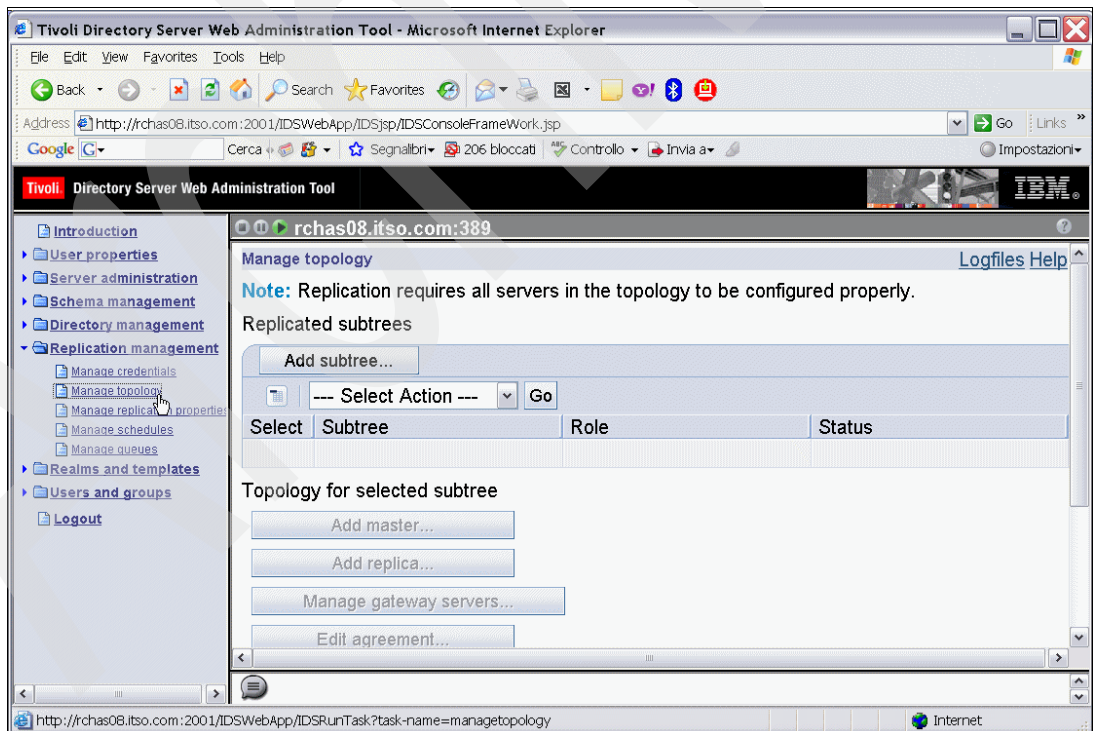 Tivoli Directory Server Web Administration Tool - Microsoft Internet Explorer
File Edit View Favorites Tools Help
Back Search Favorites
Address http://rchas08.itso.com:2001/IDSWebApp/IDSjsp/IDSConsoleFrameWork.jsp Go Links »
Google G Cerca Segnalibri 206 bloccati Controllo Invia a Impostazioni
Tivoli. Directory Server Web Administration Tool IBM®
Introduction
User properties
Server administration
Schema management
Directory management
Replication management
Manage credentials
Manage topology
Manage replication properties
Manage schedules
Manage queues
Realms and templates
Users and groups
Logout
rchas08.itso.com:389 ?
Manage topology Logfiles Help
Note: Replication requires all servers in the topology to be configured properly.
Replicated subtrees
Add subtree...
--- Select Action --- Go
Select Subtree Role Status
Topology for selected subtree
Add master...
Add replica...
Manage gateway servers...
Edit agreement...
http://rchas08.itso.com:2001/IDSWebApp/IDSRunTask?task-name=managetopology Internet